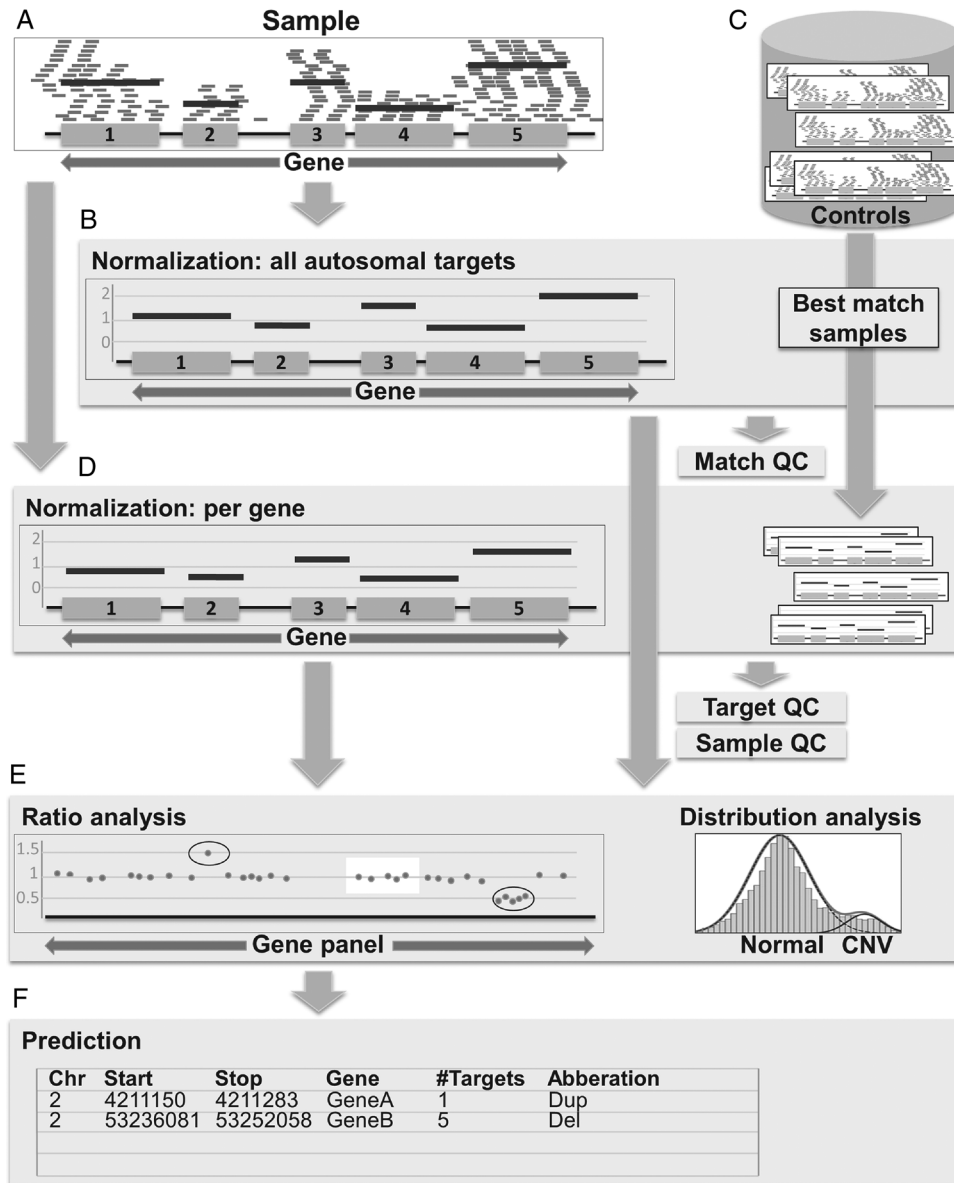 A
Sample
C
1 2 3 4 5
Gene
Controls
B
Normalization: all autosomal targets
2
1
0
1 2 3 4 5
Gene
Best match
samples
Match QC
D
Normalization: per gene
2
1
0
1 2 3 4 5
Gene
Target QC
Sample QC
E
Ratio analysis
1.5
1
0.5
Gene panel
Distribution analysis
Normal CNV
F
Prediction
Chr Start Stop Gene #Targets Abberation
2 4211150 4211283 GeneA 1 Dup
2 53236081 53252058 GeneB 5 Del